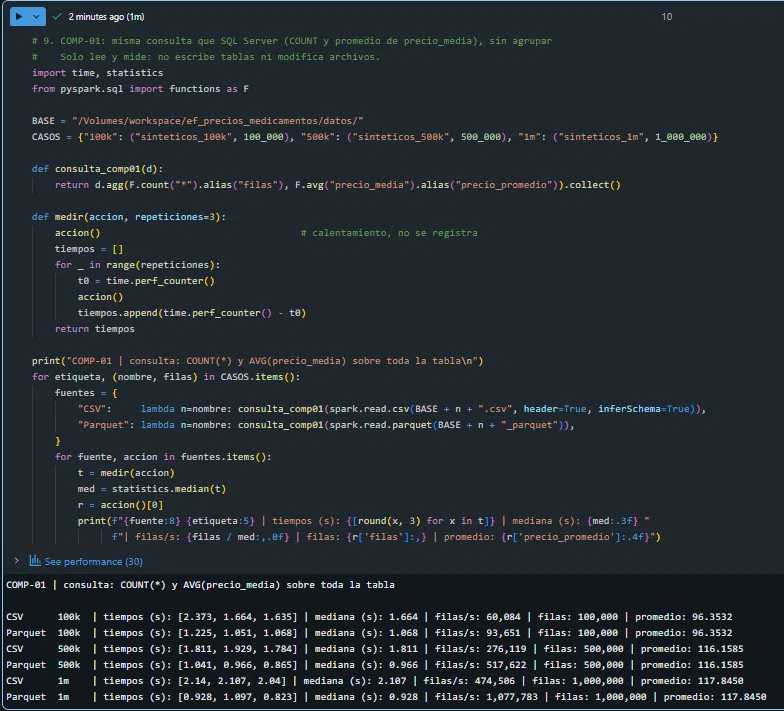 2 minutes ago (1m)
10
# 9. COMP-01: misma consulta que SQL Server (COUNT y promedio de precio_media), sin agrupar
#    Solo lee y mide: no escribe tablas ni modifica archivos.
import time, statistics
from pyspark.sql import functions as F
BASE = "/Volumes/workspace/ef_precios_medicamentos/datos/"
CASOS = {"100k": ("sinteticos_100k", 100_000), "500k": ("sinteticos_500k", 500_000), "1m": ("sinteticos_1m", 1_000_000)}
def consulta_comp01(d):
    return d.agg(F.count("*").alias("filas"), F.avg("precio_media").alias("precio_promedio")).collect()
def medir(accion, repeticiones=3):
    accion()                                  # calentamiento, no se registra
    tiempos = []
    for _ in range(repeticiones):
        t0 = time.perf_counter()
        accion()
        tiempos.append(time.perf_counter() - t0)
    return tiempos
print("COMP-01 | consulta: COUNT(*) y AVG(precio_media) sobre toda la tabla\n")
for etiqueta, (nombre, filas) in CASOS.items():
    fuentes = {
        "CSV":     lambda n=nombre: consulta_comp01(spark.read.csv(BASE + n + ".csv", header=True, inferSchema=True)),
        "Parquet": lambda n=nombre: consulta_comp01(spark.read.parquet(BASE + n + "_parquet")),
    }
    for fuente, accion in fuentes.items():
        t = medir(accion)
        med = statistics.median(t)
        r = accion()[0]
        print(f"{fuente:8} {etiqueta:5} | tiempos (s): {[round(x, 3) for x in t]} | mediana (s): {med:.3f} "
              f"| filas/s: {filas / med:,.0f} | filas: {r['filas']:,} | promedio: {r['precio_promedio']:.4f}")
See performance (30)
COMP-01 | consulta: COUNT(*) y AVG(precio_media) sobre toda la tabla
CSV      100k  | tiempos (s): [2.373, 1.664, 1.635] | mediana (s): 1.664 | filas/s: 60,084 | filas: 100,000 | promedio: 96.3532
Parquet  100k  | tiempos (s): [1.225, 1.051, 1.068] | mediana (s): 1.068 | filas/s: 93,651 | filas: 100,000 | promedio: 96.3532
CSV      500k  | tiempos (s): [1.811, 1.929, 1.784] | mediana (s): 1.811 | filas/s: 276,119 | filas: 500,000 | promedio: 116.1585
Parquet  500k  | tiempos (s): [1.041, 0.966, 0.865] | mediana (s): 0.966 | filas/s: 517,622 | filas: 500,000 | promedio: 116.1585
CSV      1m    | tiempos (s): [2.14, 2.107, 2.04] | mediana (s): 2.107 | filas/s: 474,506 | filas: 1,000,000 | promedio: 117.8450
Parquet  1m    | tiempos (s): [0.928, 1.097, 0.823] | mediana (s): 0.928 | filas/s: 1,077,783 | filas: 1,000,000 | promedio: 117.8450